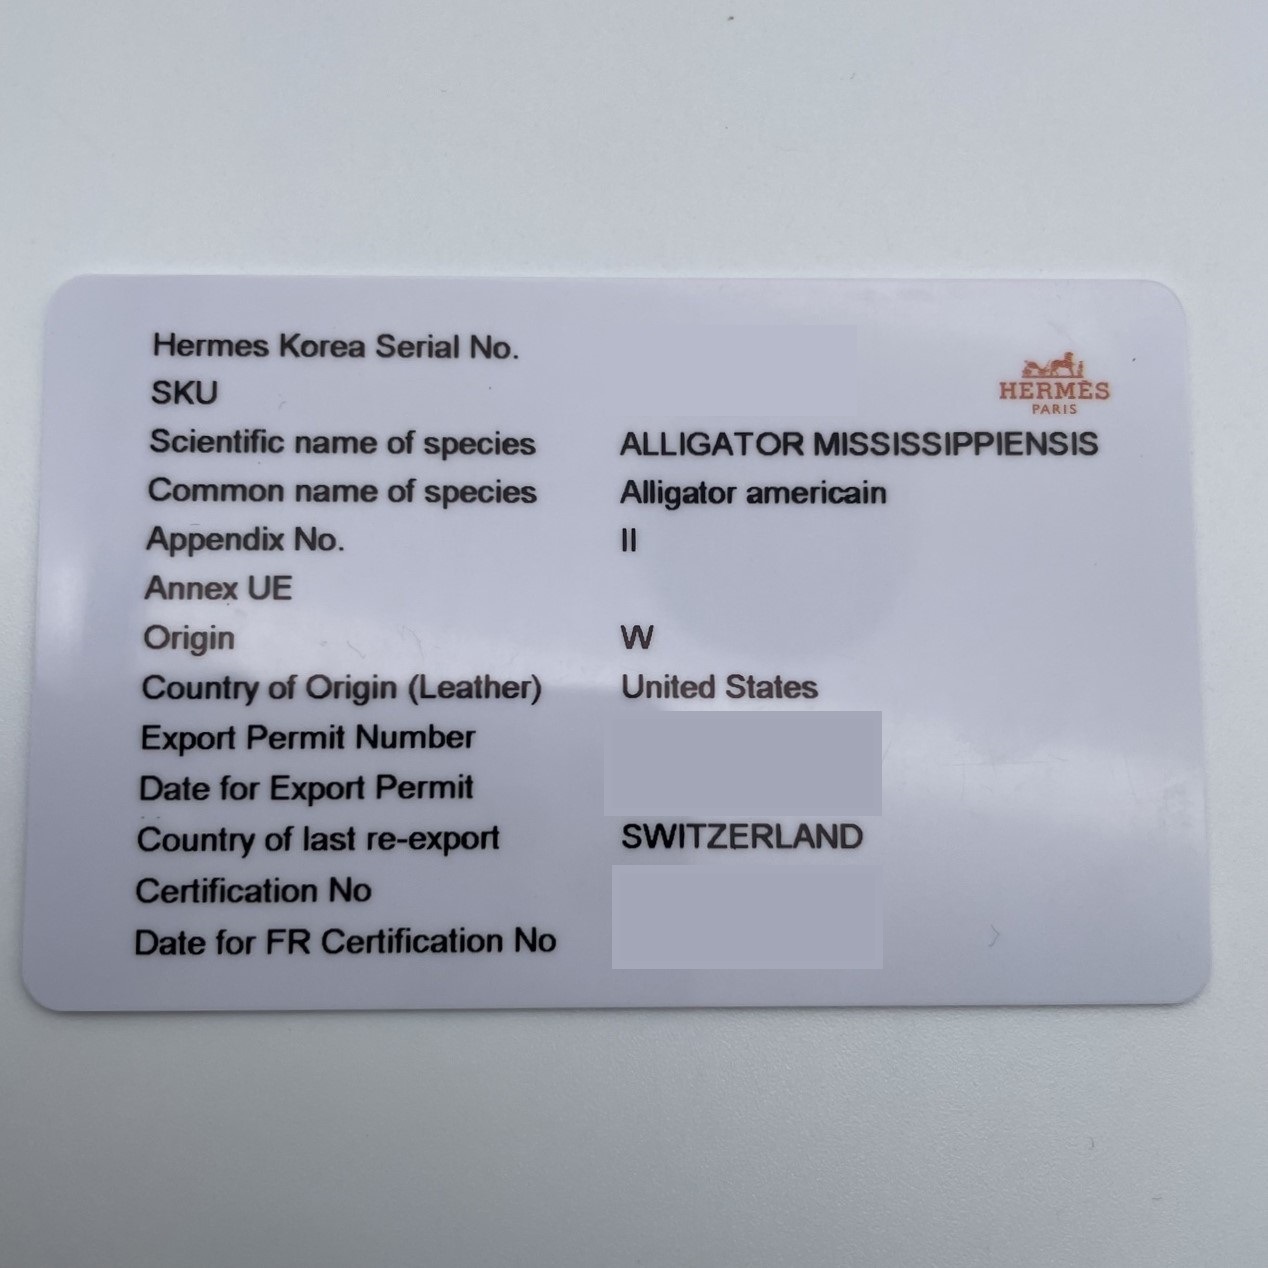 Hermes Korea Serial No.
HERMÈS
PARIS
SKU
Scientific name of species ALLIGATOR MISSISSIPPIENSIS
Common name of species Alligator americain
Appendix No. II
Annex UE
Origin W
Country of Origin (Leather) United States
Export Permit Number
Date for Export Permit
Country of last re-export SWITZERLAND
Certification No
Date for FR Certification No